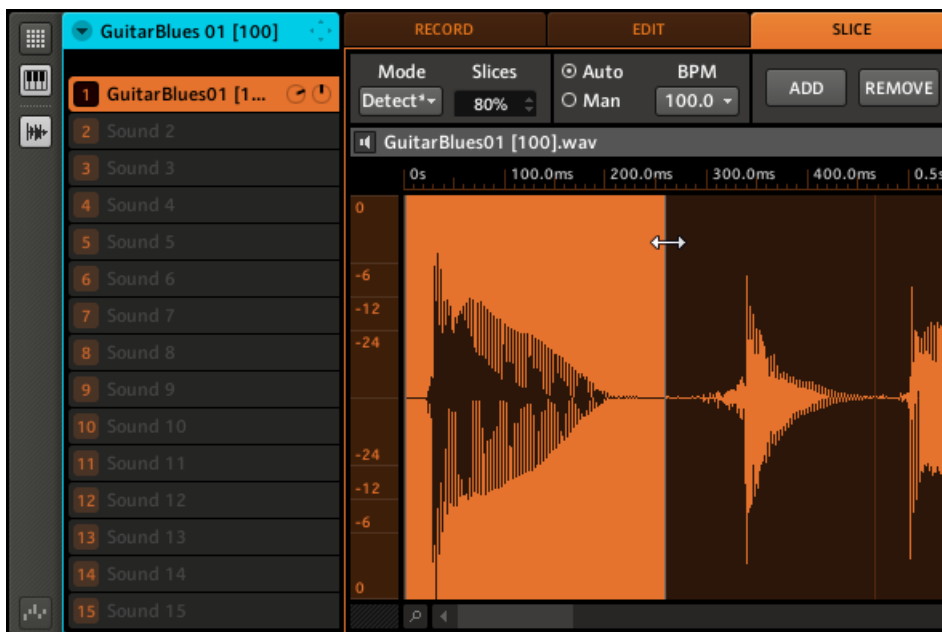 GuitarBlues 01 [100]
RECORD
EDIT
SLICE
Mode
Slices
Auto
BPM
Detect*
80%
Man
100.0
ADD
REMOVE
1 GuitarBlues01 [1...
2 Sound 2
3 Sound 3
4 Sound 4
5 Sound 5
6 Sound 6
7 Sound 7
8 Sound 8
9 Sound 9
10 Sound 10
11 Sound 11
12 Sound 12
13 Sound 13
14 Sound 14
15 Sound 15
GuitarBlues01 [100].wav
0s 100.0ms 200.0ms 300.0ms 400.0ms 0.5s
0
-6
-12
-24
-24
-12
-6
0